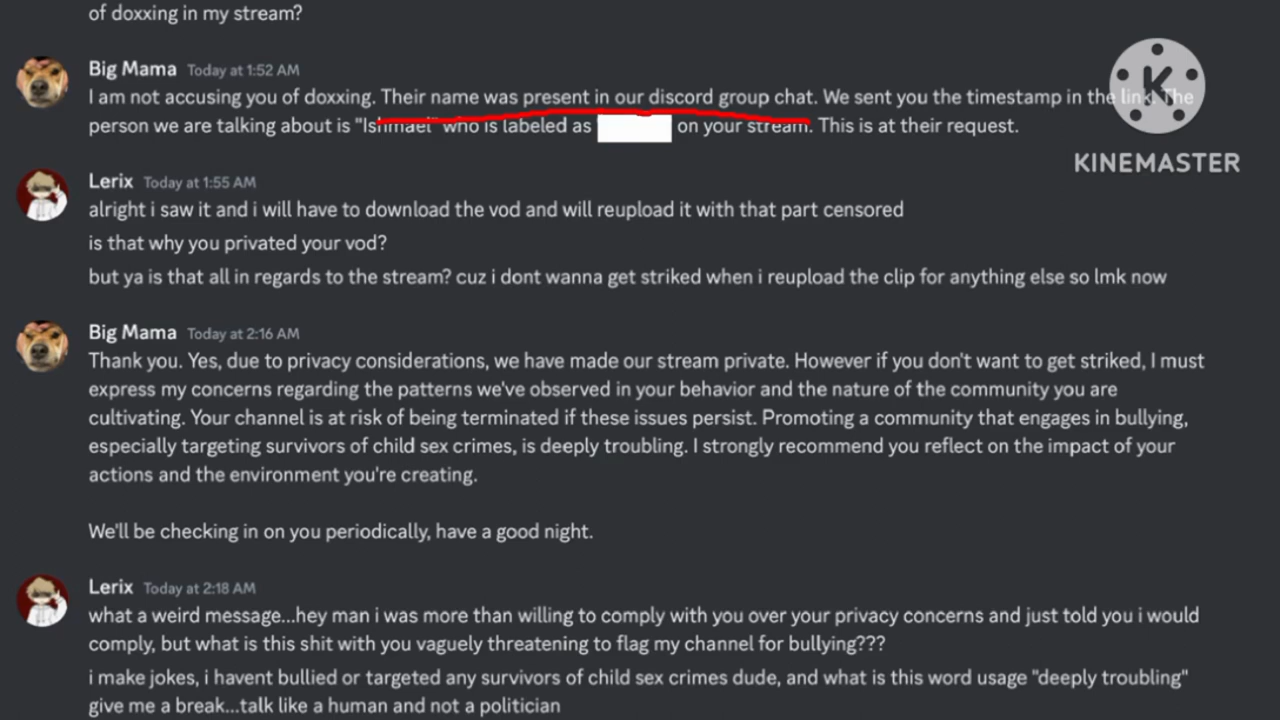 of doxxing in my stream?
Big Mama Today at 1:52 AM
I am not accusing you of doxxing. Their name was present in our discord group chat. We sent you the timestamp in the link. The
person we are talking about is "Ishmael" who is labeled as on your stream. This is at their request.
KINEMASTER
Lerix Today at 1:55 AM
alright i saw it and i will have to download the vod and will reupload it with that part censored
is that why you privated your vod?
but ya is that all in regards to the stream? cuz i dont wanna get striked when i reupload the clip for anything else so lmk now
Big Mama Today at 2:16 AM
Thank you. Yes, due to privacy considerations, we have made our stream private. However if you don't want to get striked, I must
express my concerns regarding the patterns we've observed in your behavior and the nature of the community you are
cultivating. Your channel is at risk of being terminated if these issues persist. Promoting a community that engages in bullying,
especially targeting survivors of child sex crimes, is deeply troubling. I strongly recommend you reflect on the impact of your
actions and the environment you're creating.
We'll be checking in on you periodically, have a good night.
Lerix Today at 2:18 AM
what a weird message...hey man i was more than willing to comply with you over your privacy concerns and just told you i would
comply, but what is this shit with you vaguely threatening to flag my channel for bullying???
i make jokes, i havent bullied or targeted any survivors of child sex crimes dude, and what is this word usage "deeply troubling"
give me a break...talk like a human and not a politician